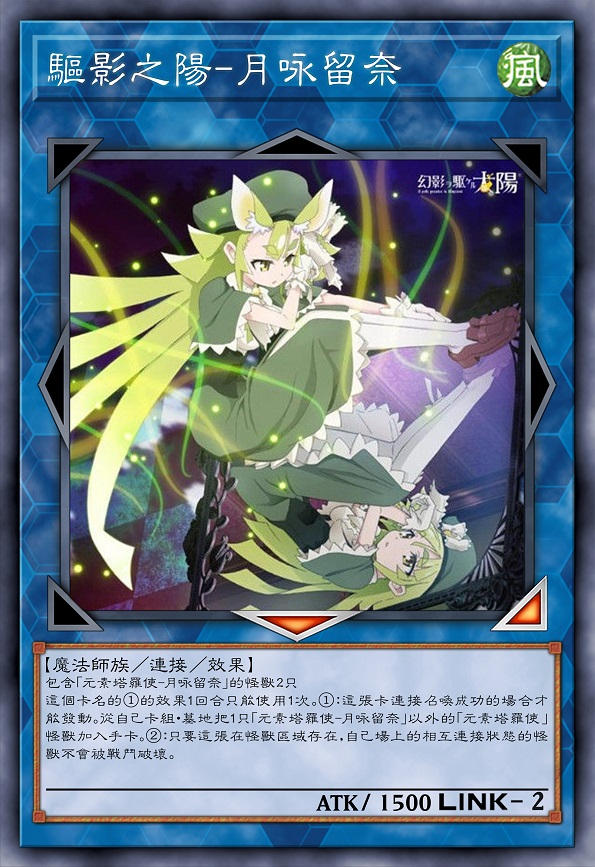 驅影之陽-月咏留奈
風
幻影ヲ駆ケル太陽
【魔法師族／連接／效果】
包含「元素塔羅使-月咏留奈」的怪獸2只
這個卡名的①的效果1回合只能使用1次。①:這張卡連接召喚成功的場合才
能發動。從自己卡組·墓地把1只「元素塔羅使-月咏留奈」以外的「元素塔羅使」
怪獸加入手卡。②:只要這張在怪獸區域存在,自己場上的相互連接狀態的怪
獸不會被戰鬥破壞。
ATK/ 1500 LINK- 2